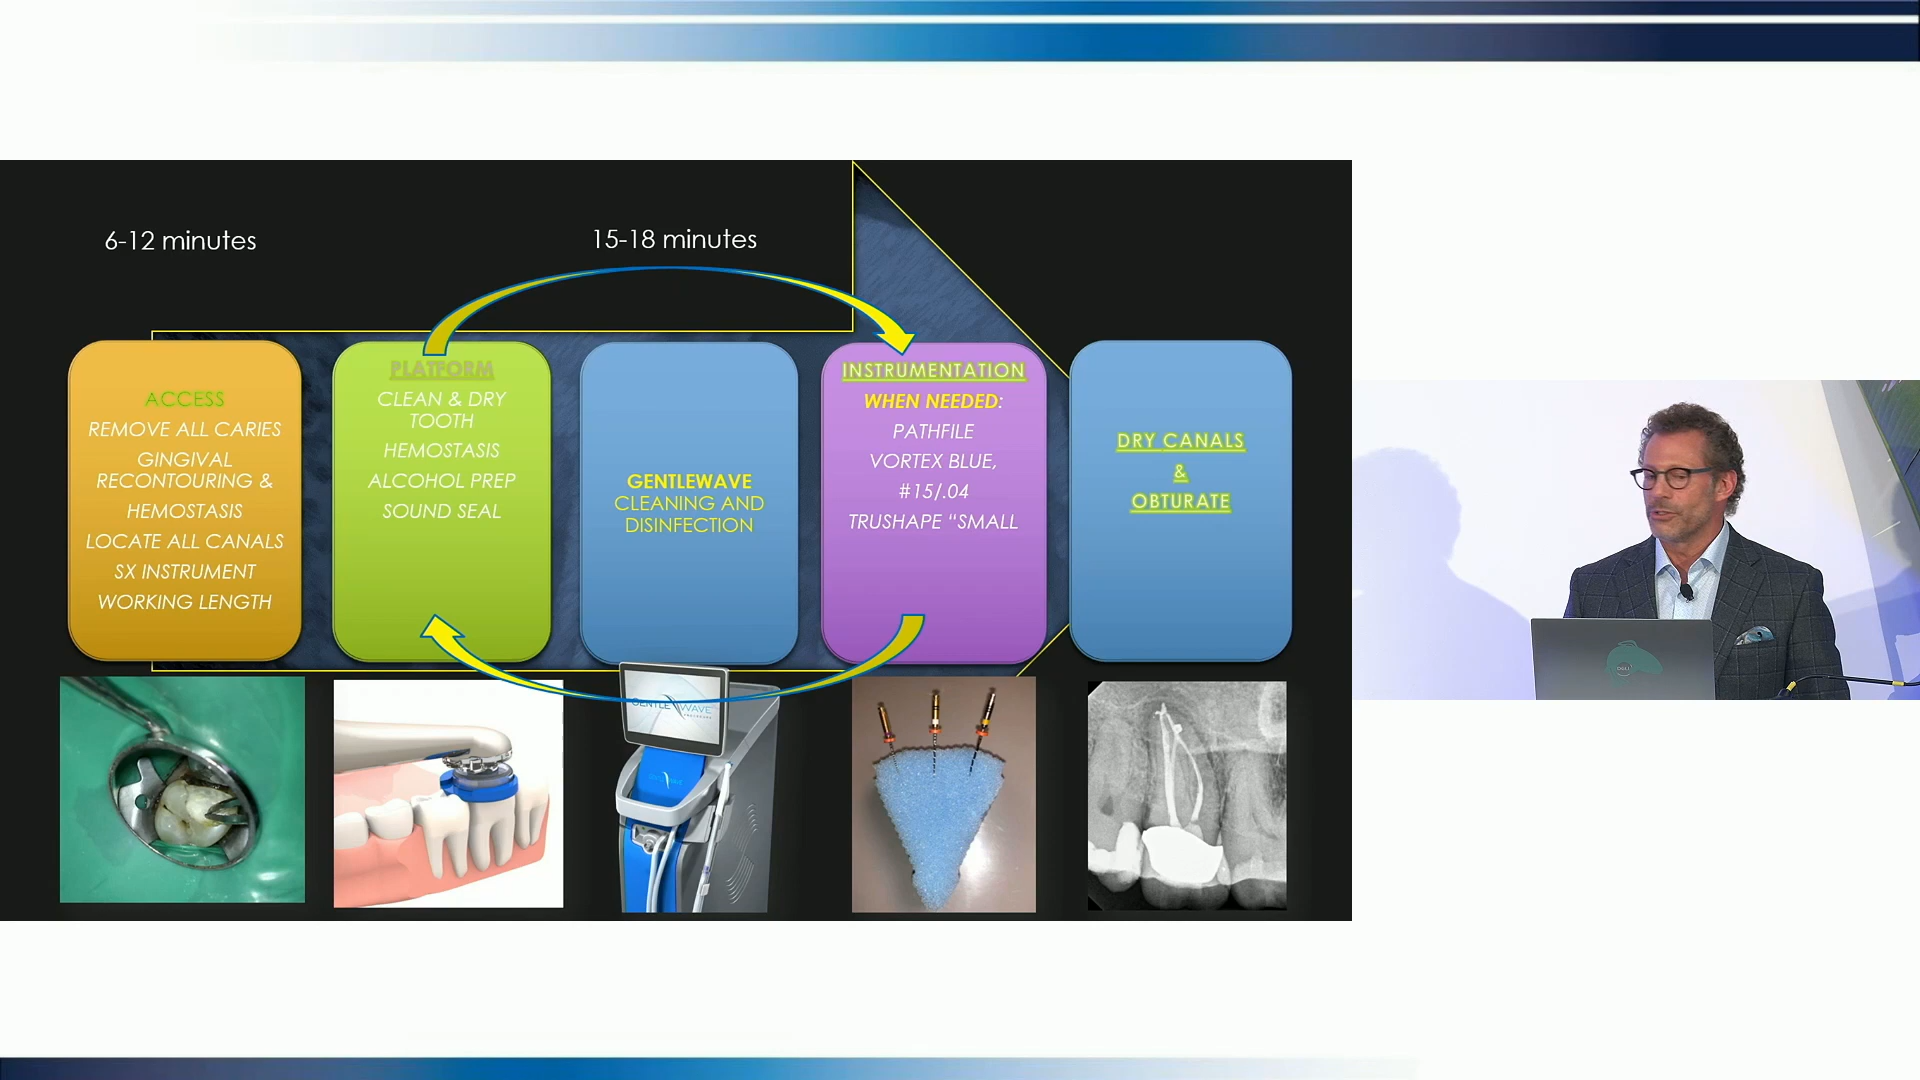 6-12 minutes
15-18 minutes
ACCESS
REMOVE ALL CARIES
GINGIVAL
RECONTOURING &
HEMOSTASIS
LOCATE ALL CANALS
SX INSTRUMENT
WORKING LENGTH
PLATFORM
CLEAN & DRY
TOOTH
HEMOSTASIS
ALCOHOL PREP
SOUND SEAL
GENTLEWAVE
CLEANING AND
DISINFECTION
INSTRUMENTATION
WHEN NEEDED:
PATHFILE
VORTEX BLUE,
#15/.04
TRUSHAPE “SMALL
DRY CANALS
&
OBTURATE
GENTLEWAVE
DELL